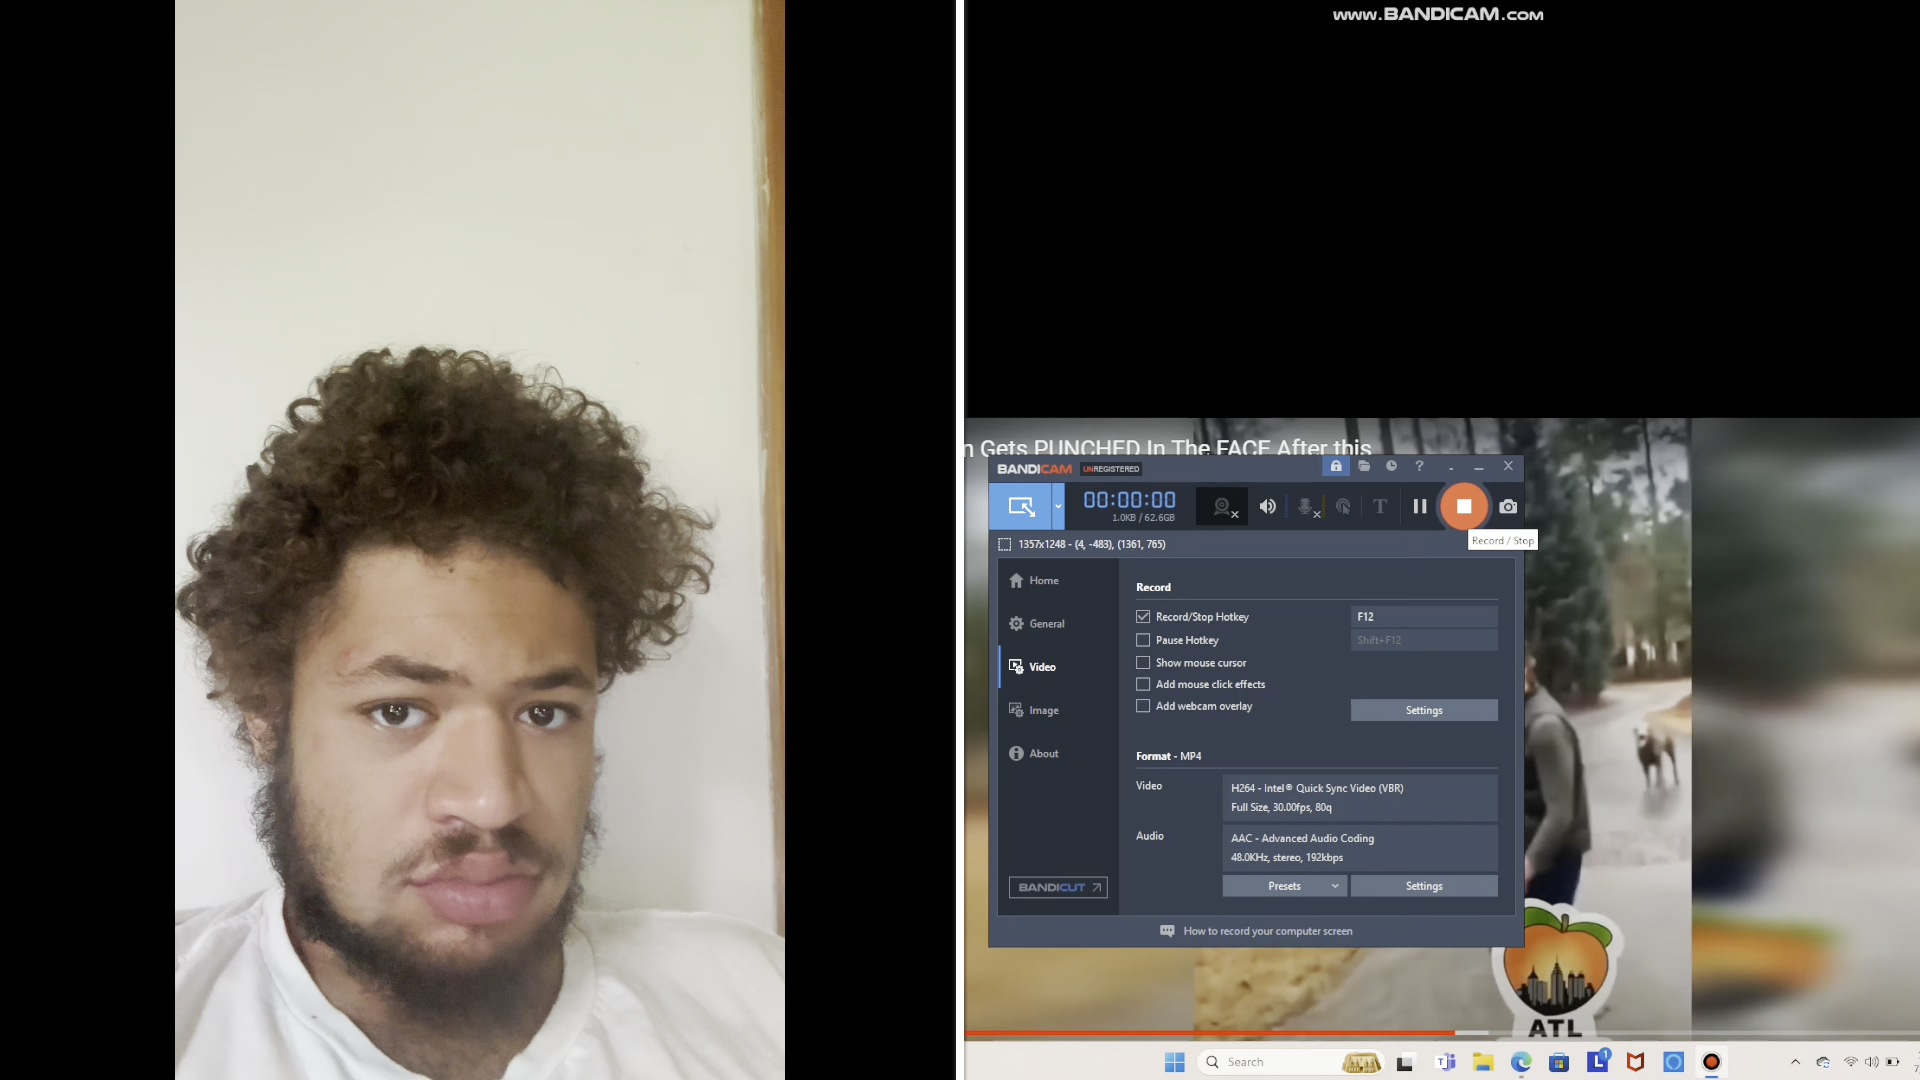 www.BANDICAM.COM
n Gets PUNCHED In The FACE After this
BANDICAM UNREGISTERED
00:00:00
1.0KB / 62.6GB
T
1357x1248 - (4, -483), (1361, 765)
Record / Stop
Home
General
Video
Image
About
BANDICUT
Record
Record/Stop Hotkey
F12
Pause Hotkey
Shift+F12
Show mouse cursor
Add mouse click effects
Add webcam overlay
Settings
Format - MP4
Video
H264 - Intel® Quick Sync Video (VBR)
Full Size, 30.00fps, 80q
Audio
AAC - Advanced Audio Coding
48.0KHz, stereo, 192kbps
Presets
Settings
How to record your computer screen
ATL
Search
L 1